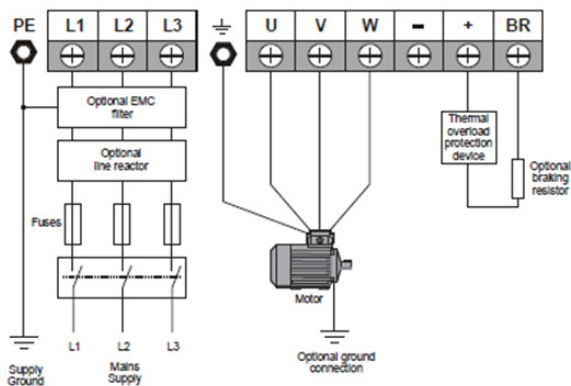 PE L1 L2 L3 U V W - + BR
Optional EMC
filter
Optional
line reactor
Fuses
Thermal
overload
protection
device
Optional
braking
resistor
Motor
L1 L2 L3
Supply
Ground
Mains
Supply
Optional ground
connection